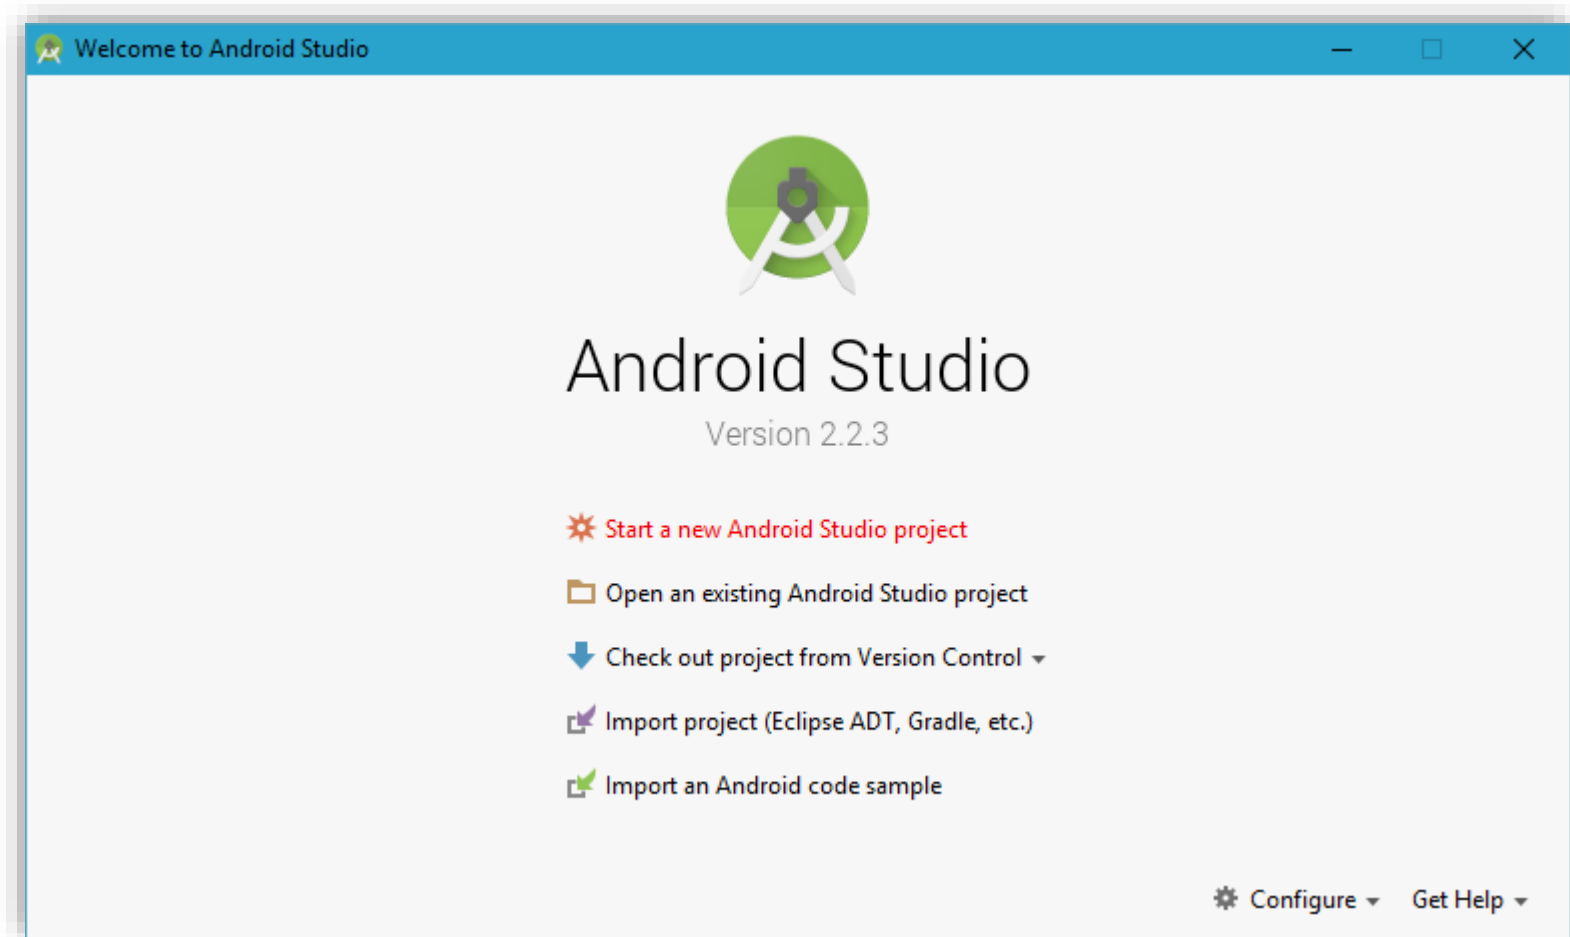 Welcome to Android Studio
Android Studio
Version 2.2.3
Start a new Android Studio project
Open an existing Android Studio project
Check out project from Version Control
Import project (Eclipse ADT, Gradle, etc.)
Import an Android code sample
Configure Get Help